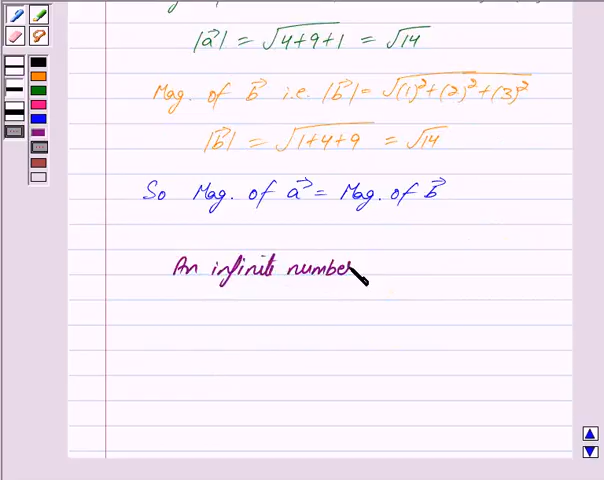 |a⃗| = √4+9+1 = √14
Mag. of b⃗ i.e. |b⃗| = √(1)²+(2)²+(3)²
|b⃗| = √1+4+9 = √14
So Mag. of a⃗ = Mag. of b⃗
An infinite number